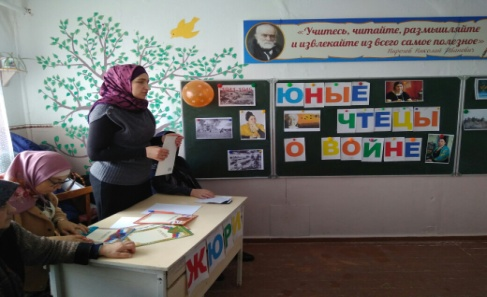 «Учитесь, читайте, размышляйте
и извлекайте из всего самое полезное»
ЮНЫЕ
ЧТЕЦЫ
О ВОЙНЕ
ЖЮРИ